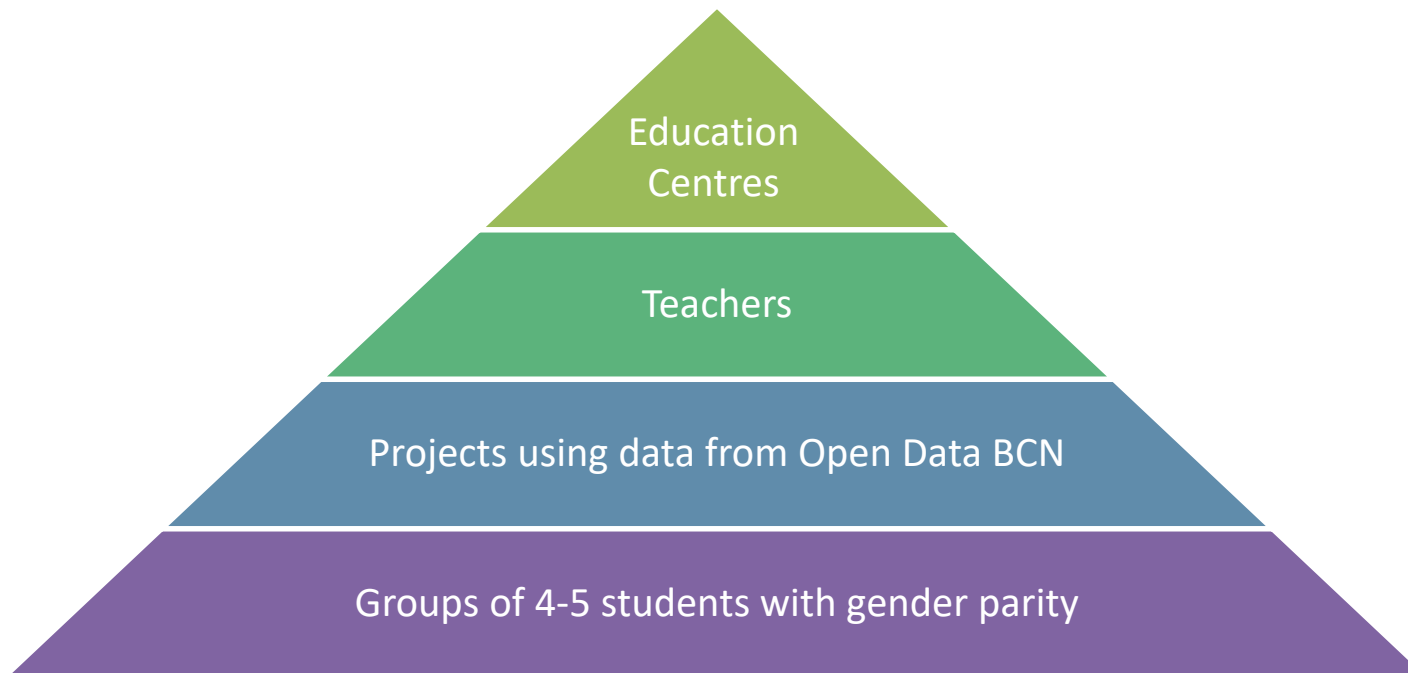 Education
Centres
Teachers
Projects using data from Open Data BCN
Groups of 4-5 students with gender parity